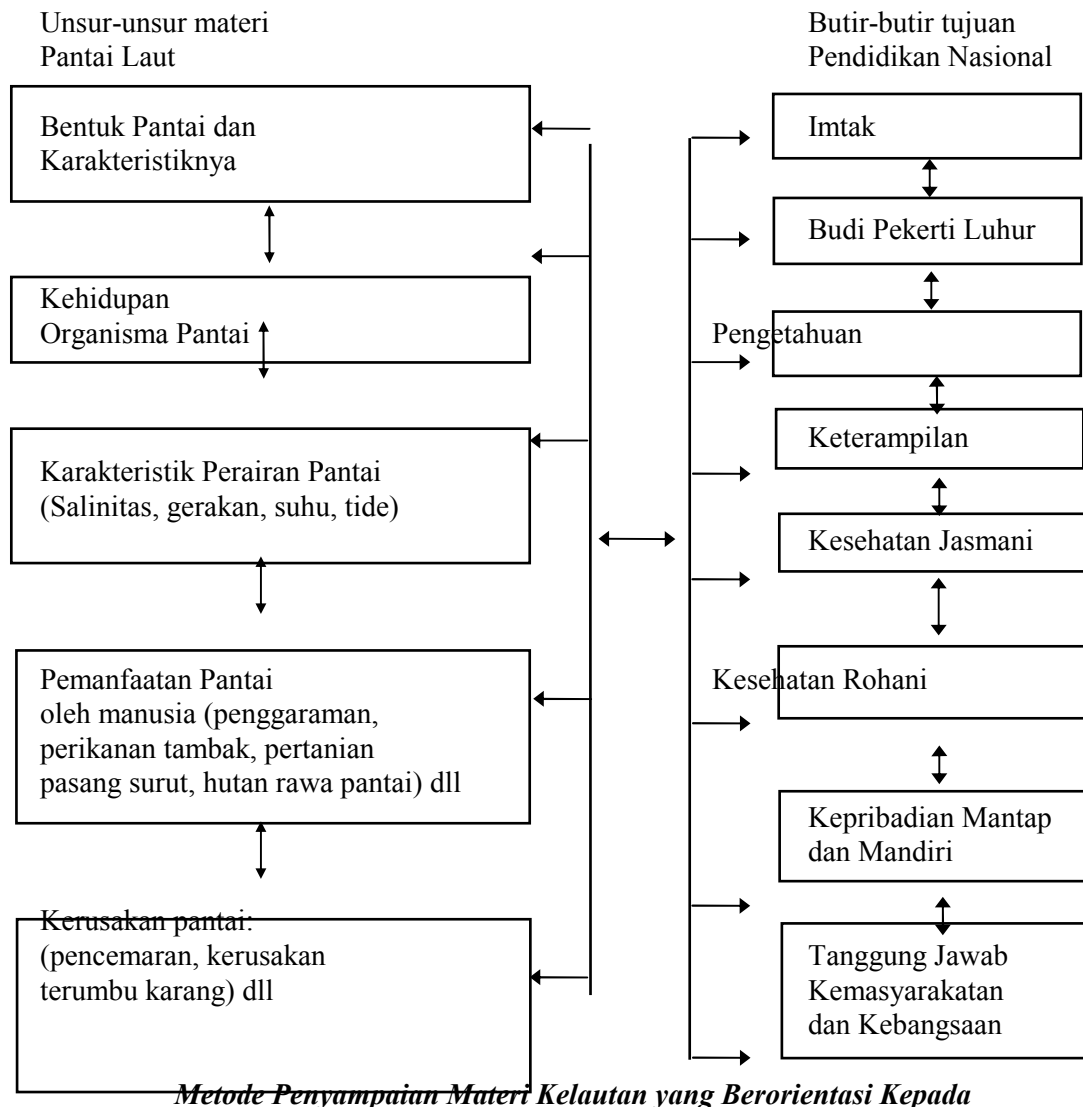 Unsur-unsur materi
Pantai Laut
Bentuk Pantai dan
Karakteristiknya
Kehidupan
Organisma Pantai
Karakteristik Perairan Pantai
(Salinitas, gerakan, suhu, tide)
Pemanfaatan Pantai
oleh manusia (penggaraman,
perikanan tambak, pertanian
pasang surut, hutan rawa pantai) dll
Kerusakan pantai:
(pencemaran, kerusakan
terumbu karang) dll
Butir-butir tujuan
Pendidikan Nasional
Imtak
Budi Pekerti Luhur
Pengetahuan
Keterampilan
Kesehatan Jasmani
Kesehatan Rohani
Kepribadian Mantap
dan Mandiri
Tanggung Jawab
Kemasyarakatan
dan Kebangsaan
Metode Penyampaian Materi Kelautan yang Berorientasi Kepada